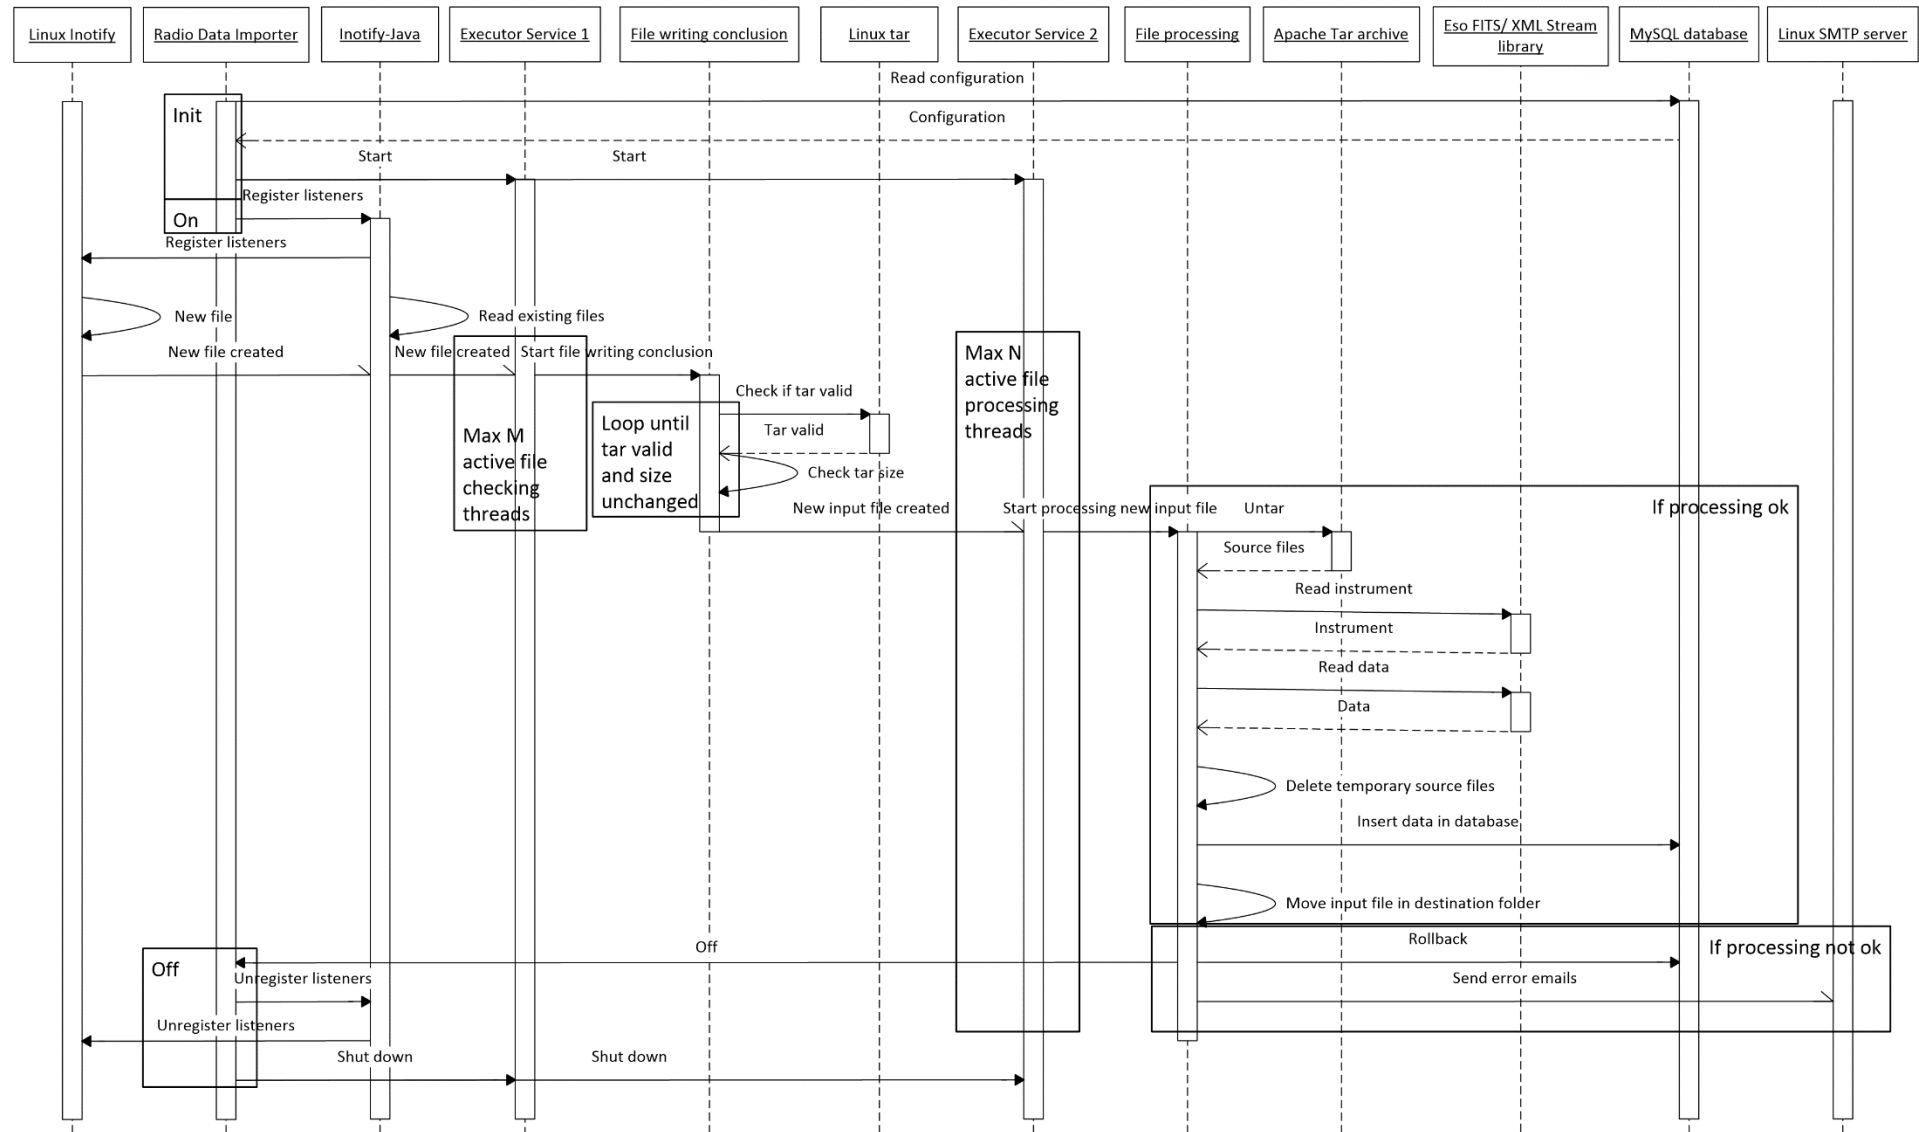 Linux Inotify
Radio Data Importer
Inotify-Java
Executor Service 1
File writing conclusion
Linux tar
Executor Service 2
File processing
Apache Tar archive
Eso FITS/ XML Stream
library
MySQL database
Linux SMTP server
Read configuration
Init
Configuration
Start
Start
Register listeners
On
Register listeners
New file
Read existing files
New file created
New file created
Start file writing conclusion
Max M
active file
checking
threads
Loop until
tar valid
and size
unchanged
Check if tar valid
Tar valid
Check tar size
Max N
active file
processing
threads
New input file created
Start processing new input file
Untar
If processing ok
Source files
Read instrument
Instrument
Read data
Data
Delete temporary source files
Insert data in database
Move input file in destination folder
Off
Rollback
If processing not ok
Off
Unregister listeners
Send error emails
Unregister listeners
Shut down
Shut down